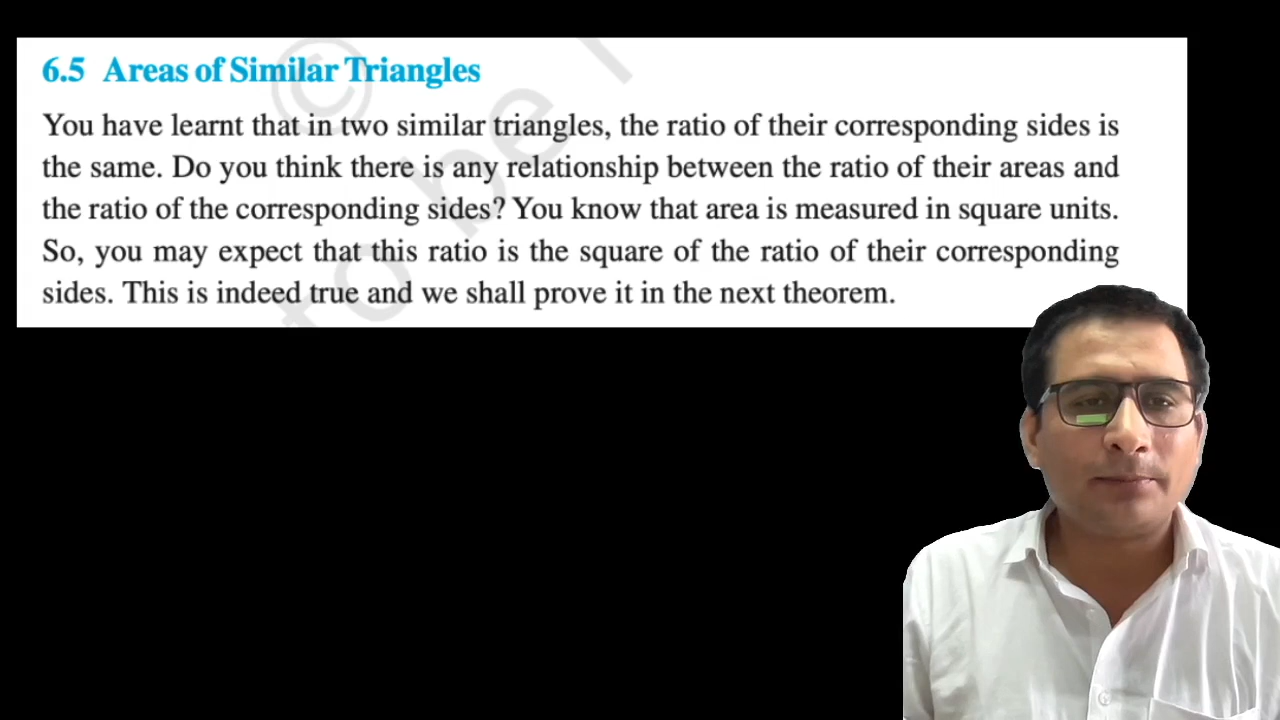 6.5 Areas of Similar Triangles
You have learnt that in two similar triangles, the ratio of their corresponding sides is
the same. Do you think there is any relationship between the ratio of their areas and
the ratio of the corresponding sides? You know that area is measured in square units.
So, you may expect that this ratio is the square of the ratio of their corresponding
sides. This is indeed true and we shall prove it in the next theorem.
©
to be